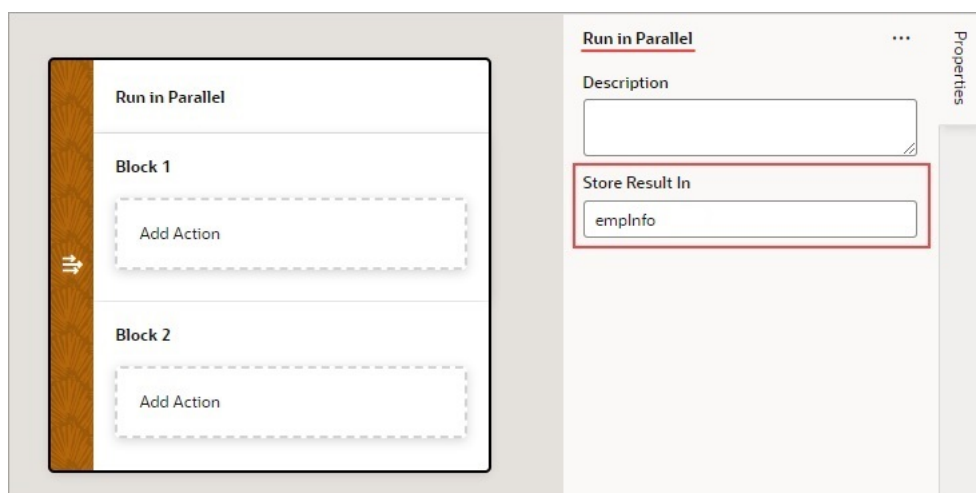 Run in Parallel
Block 1
Add Action
Block 2
Add Action
Run in Parallel
...
Description
Store Result In
empInfo
Properties